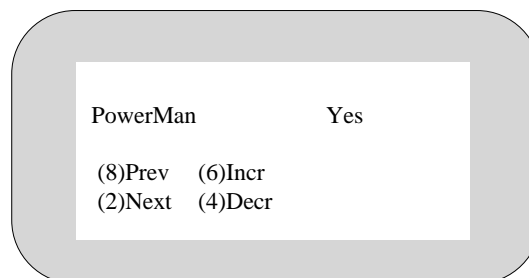 PowerMan Yes
(8)Prev (6)Incr
(2)Next (4)Decr